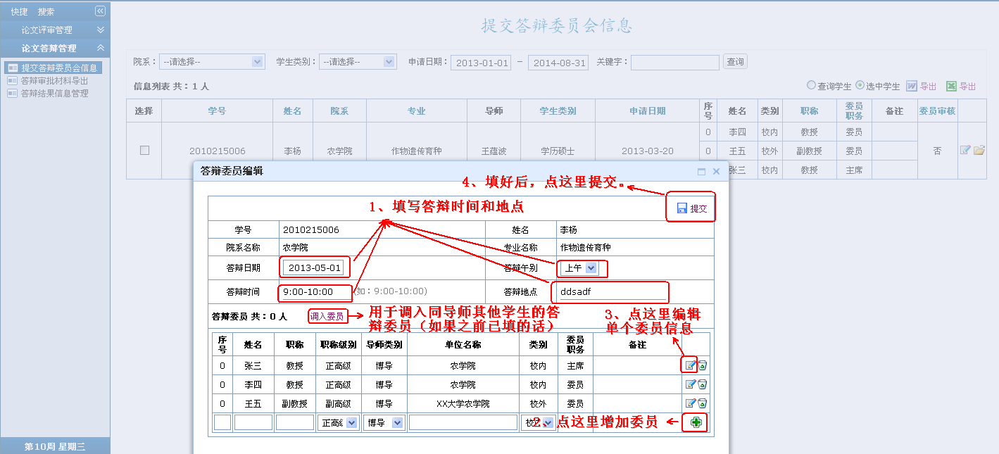 快捷 搜索
论文评审管理
论文答辩管理
提交答辩委员会信息
答辩审批材料导出
答辩结果信息管理
第10周 星期三
提交答辩委员会信息
院系： --请选择-- 学生类别： --请选择-- 申请日期： 2013-01-01 － 2014-08-31 关键字： 查询
信息列表 共：1 人 查询学生 选中学生 导出 导出
选择 学号 姓名 院系 专业 导师 学生类别 申请日期 序号 姓名 类别 职称 委员职务 备注 委员审核
2010215006 李杨 农学院 作物遗传育种 王蕴波 学历硕士 2013-03-20 否
0 李四 校内 教授 委员
0 王五 校外 副教授 委员
张三 校内 教授 主席
答辩委员编辑
4、填好后，点这里提交。
1、填写答辩时间和地点
提交
学号 2010215006 姓名 李杨
院系名称 农学院 专业名称 作物遗传育种
答辩日期 2013-05-01 答辩午别 上午
答辩时间 9:00-10:00 (如：9:00-10:00) 答辩地点 ddsadf
答辩委员 共：0 人 调入委员
用于调入同导师其他学生的答
辩委员（如果之前已填的话）
3、点这里编辑
单个委员信息
序号 姓名 职称 职称级别 导师类别 单位名称 类别 委员职务 备注
0 张三 教授 正高级 博导 农学院 校内 主席
0 李四 教授 正高级 博导 农学院 校内 委员
0 王五 副教授 副高级 博导 XX大学农学院 校外 委员
正高 博导 校
2、点这里增加委员